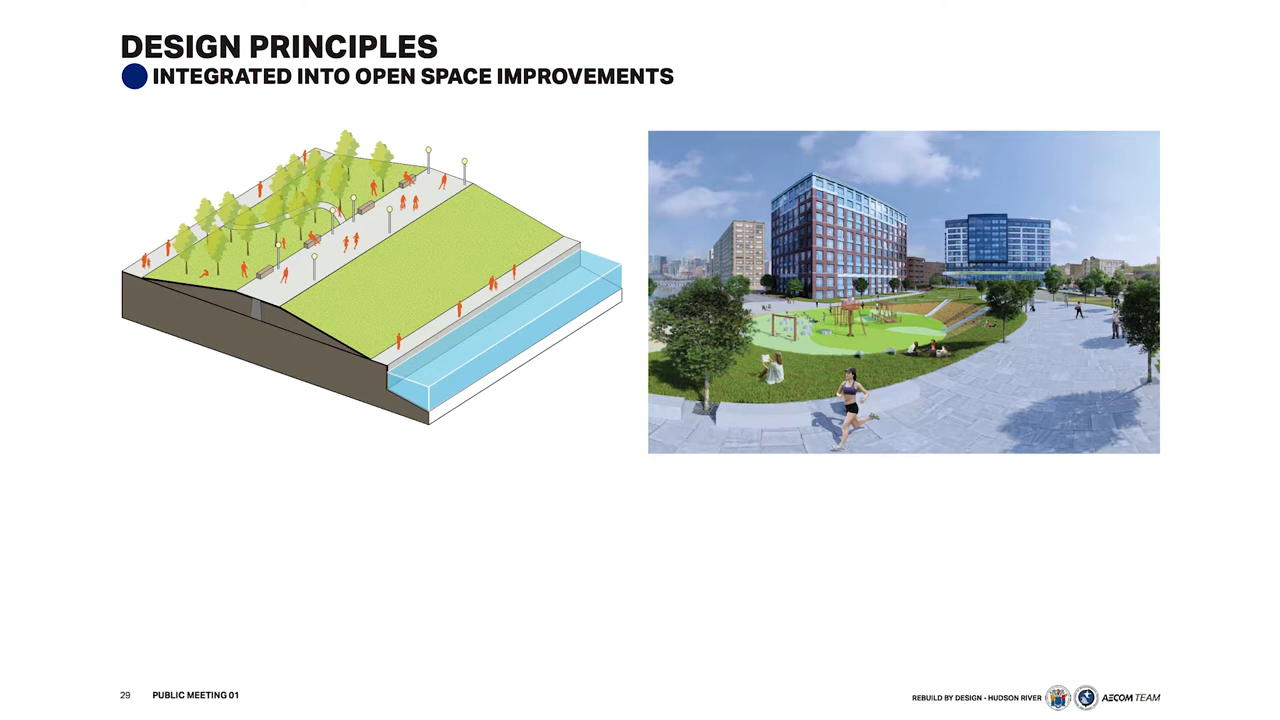 DESIGN PRINCIPLES
INTEGRATED INTO OPEN SPACE IMPROVEMENTS
29 PUBLIC MEETING 01
REBUILD BY DESIGN - HUDSON RIVER AECOM TEAM